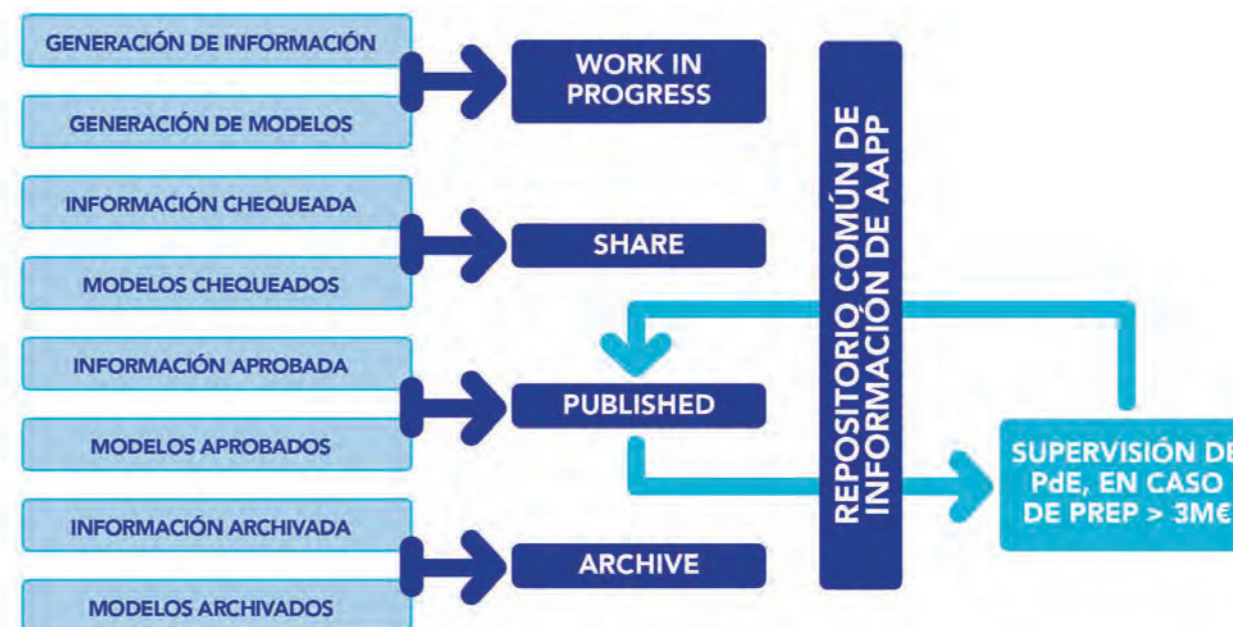 GENERACIÓN DE INFORMACIÓN
GENERACIÓN DE MODELOS
INFORMACIÓN CHEQUEADA
MODELOS CHEQUEADOS
INFORMACIÓN APROBADA
MODELOS APROBADOS
INFORMACIÓN ARCHIVADA
MODELOS ARCHIVADOS
WORK IN
PROGRESS
SHARE
PUBLISHED
ARCHIVE
REPOSITORIO COMÚN DE
INFORMACIÓN DE AAPP
SUPERVISIÓN DE
PdE, EN CASO
DE PREP > 3M€